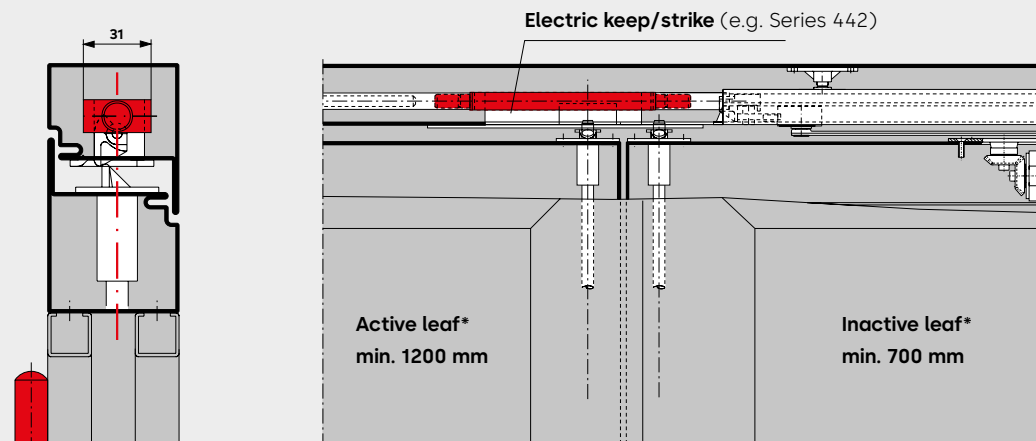 Electric keep/strike (e.g. Series 442)
31
Active leaf*
min. 1200 mm
Inactive leaf*
min. 700 mm